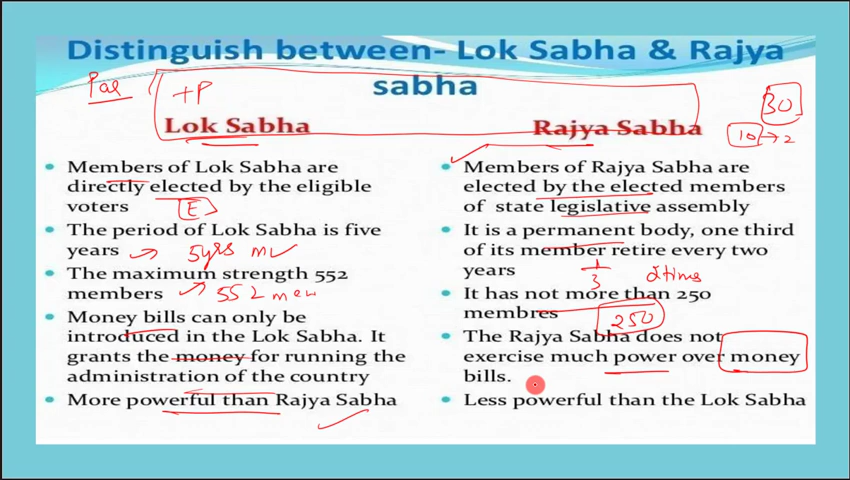 Distinguish between- Lok Sabha & Rajya
sabha
Par
+P
30
10 → 2
Lok Sabha
Members of Lok Sabha are
directly elected by the eligible
voters
E
The period of Lok Sabha is five
years
5yrs
The maximum strength 552
members
552 mem
Money bills can only be
introduced in the Lok Sabha. It
grants the money for running the
administration of the country
More powerful than Rajya Sabha
Rajya Sabha
Members of Rajya Sabha are
elected by the elected members
of state legislative assembly
It is a permanent body, one third
of its member retire every two
years
1
3
It has not more than 250
membres
250
The Rajya Sabha does not
exercise much power over money
bills.
Less powerful than the Lok Sabha